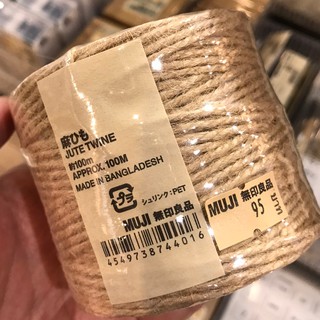 麻ひも
JUTE TWINE
約100m
APPROX. 100M
MADE IN BANGLADESH
シュリンク:PET
MUJI 無印良品
4549738744016
MUJI 無印良品
95